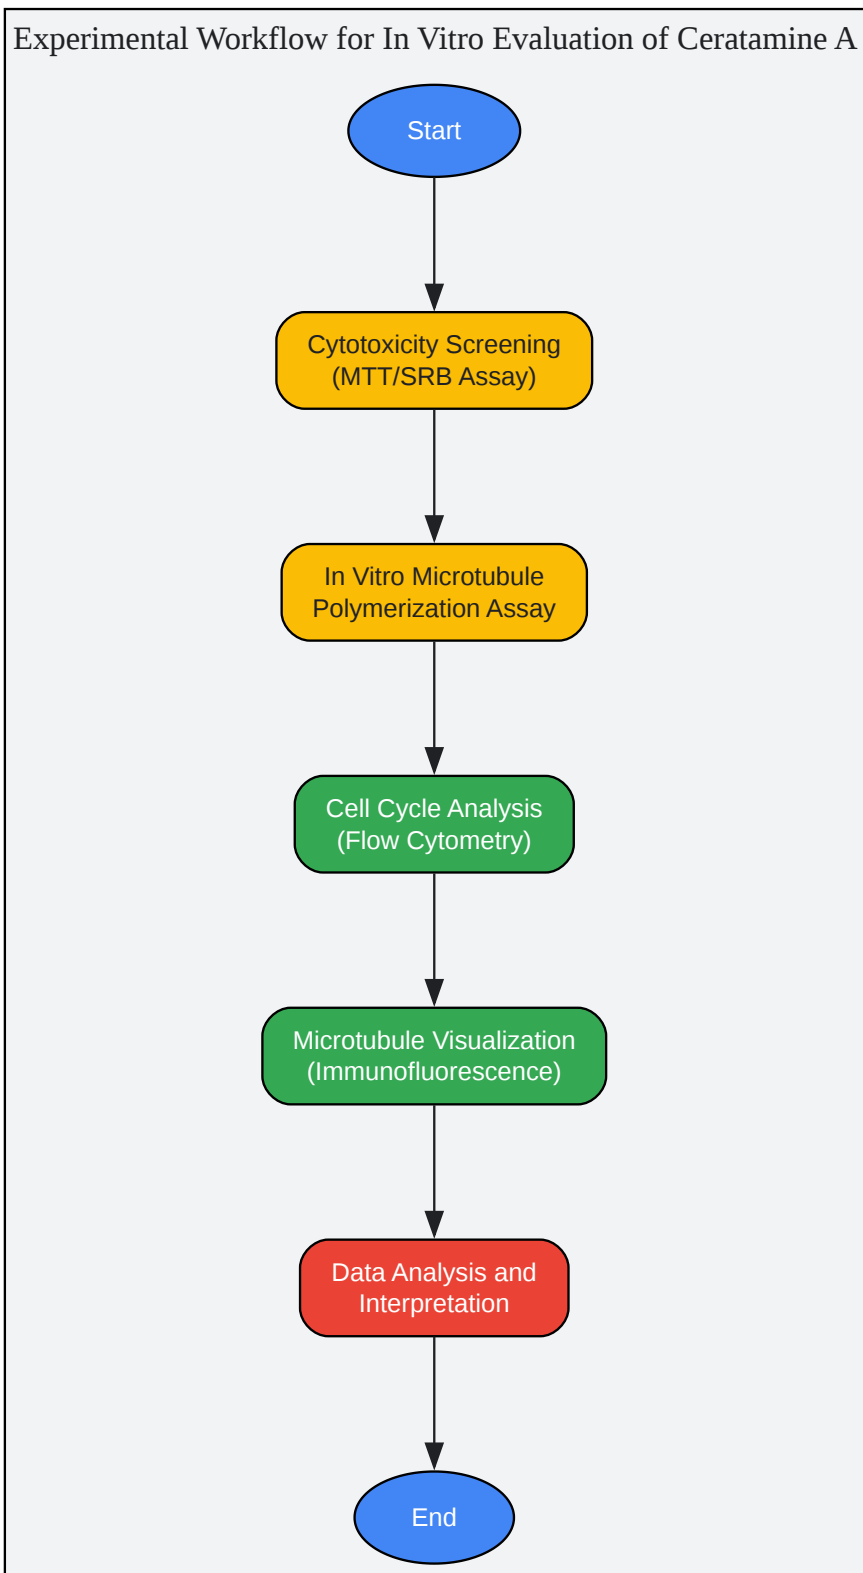 Experimental Workflow for In Vitro Evaluation of Ceratamine A
Start
Cytotoxicity Screening
(MTT/SRB Assay)
In Vitro Microtubule
Polymerization Assay
Cell Cycle Analysis
(Flow Cytometry)
Microtubule Visualization
(Immunofluorescence)
Data Analysis and
Interpretation
End